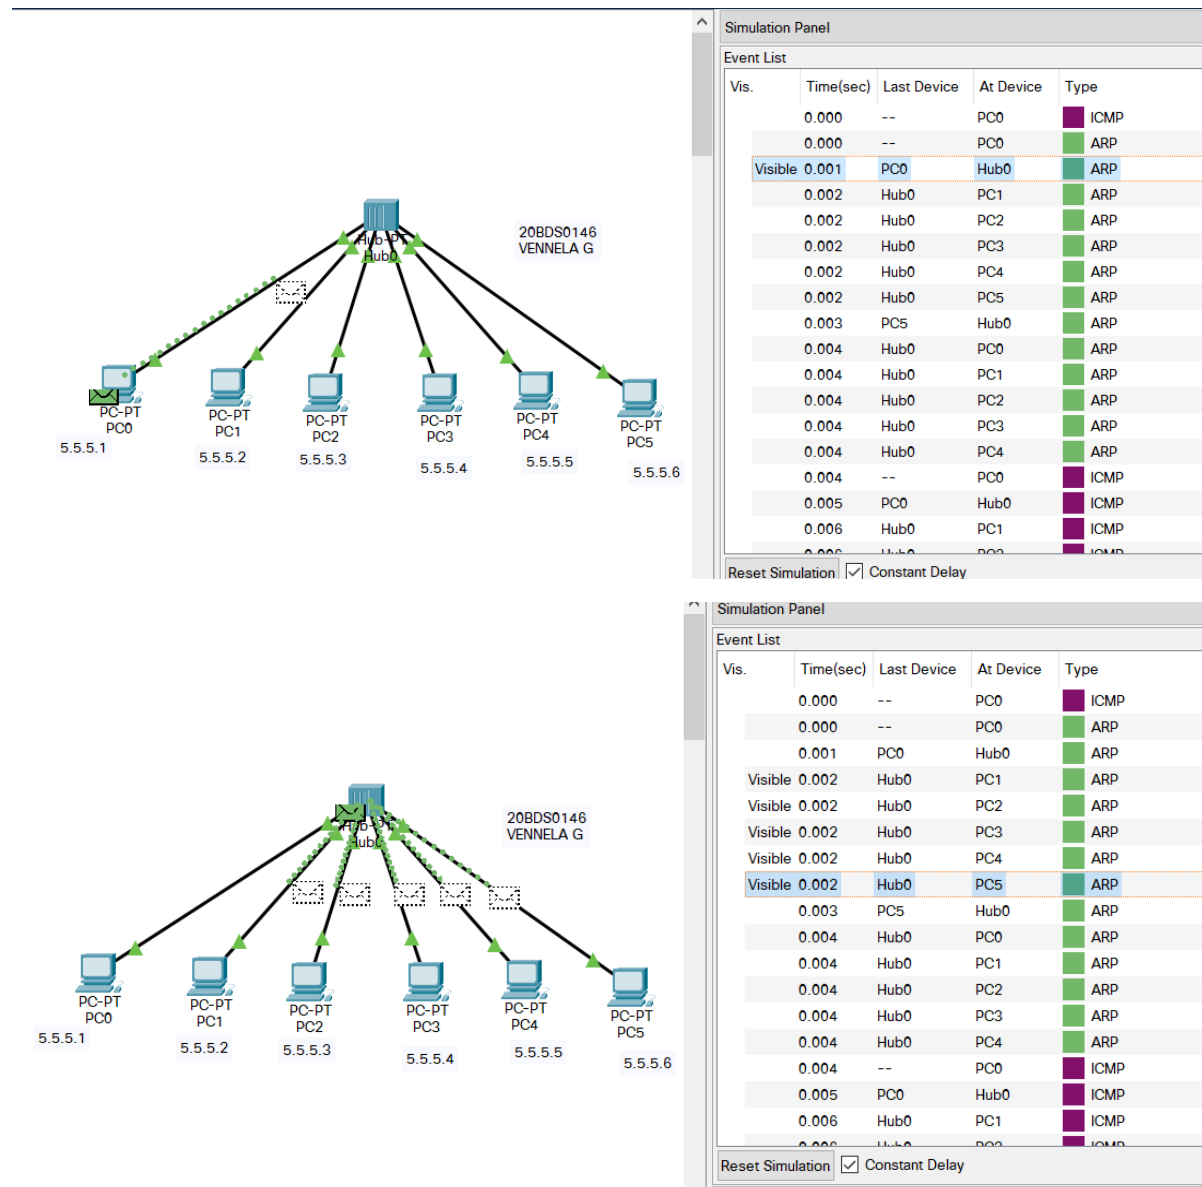 Simulation Panel
Event List
Vis. Time(sec) Last Device At Device Type
0.000 -- PC0 ICMP
0.000 -- PC0 ARP
Visible 0.001 PC0 Hub0 ARP
0.002 Hub0 PC1 ARP
0.002 Hub0 PC2 ARP
0.002 Hub0 PC3 ARP
0.002 Hub0 PC4 ARP
0.002 Hub0 PC5 ARP
0.003 PC5 Hub0 ARP
0.004 Hub0 PC0 ARP
0.004 Hub0 PC1 ARP
0.004 Hub0 PC2 ARP
0.004 Hub0 PC3 ARP
0.004 Hub0 PC4 ARP
0.004 -- PC0 ICMP
0.005 PC0 Hub0 ICMP
0.006 Hub0 PC1 ICMP
0.006 Hub0 PC2 ICMP
Reset Simulation Constant Delay
Hub-PT
Hub0
20BDS0146
VENNELA G
PC-PT
PC0
5.5.5.1
PC-PT
PC1
5.5.5.2
PC-PT
PC2
5.5.5.3
PC-PT
PC3
5.5.5.4
PC-PT
PC4
5.5.5.5
PC-PT
PC5
5.5.5.6
Simulation Panel
Event List
Vis. Time(sec) Last Device At Device Type
0.000 -- PC0 ICMP
0.000 -- PC0 ARP
0.001 PC0 Hub0 ARP
Visible 0.002 Hub0 PC1 ARP
Visible 0.002 Hub0 PC2 ARP
Visible 0.002 Hub0 PC3 ARP
Visible 0.002 Hub0 PC4 ARP
Visible 0.002 Hub0 PC5 ARP
0.003 PC5 Hub0 ARP
0.004 Hub0 PC0 ARP
0.004 Hub0 PC1 ARP
0.004 Hub0 PC2 ARP
0.004 Hub0 PC3 ARP
0.004 Hub0 PC4 ARP
0.004 -- PC0 ICMP
0.005 PC0 Hub0 ICMP
0.006 Hub0 PC1 ICMP
0.006 Hub0 PC2 ICMP
Reset Simulation Constant Delay
Hub-PT
Hub0
20BDS0146
VENNELA G
PC-PT
PC0
5.5.5.1
PC-PT
PC1
5.5.5.2
PC-PT
PC2
5.5.5.3
PC-PT
PC3
5.5.5.4
PC-PT
PC4
5.5.5.5
PC-PT
PC5
5.5.5.6